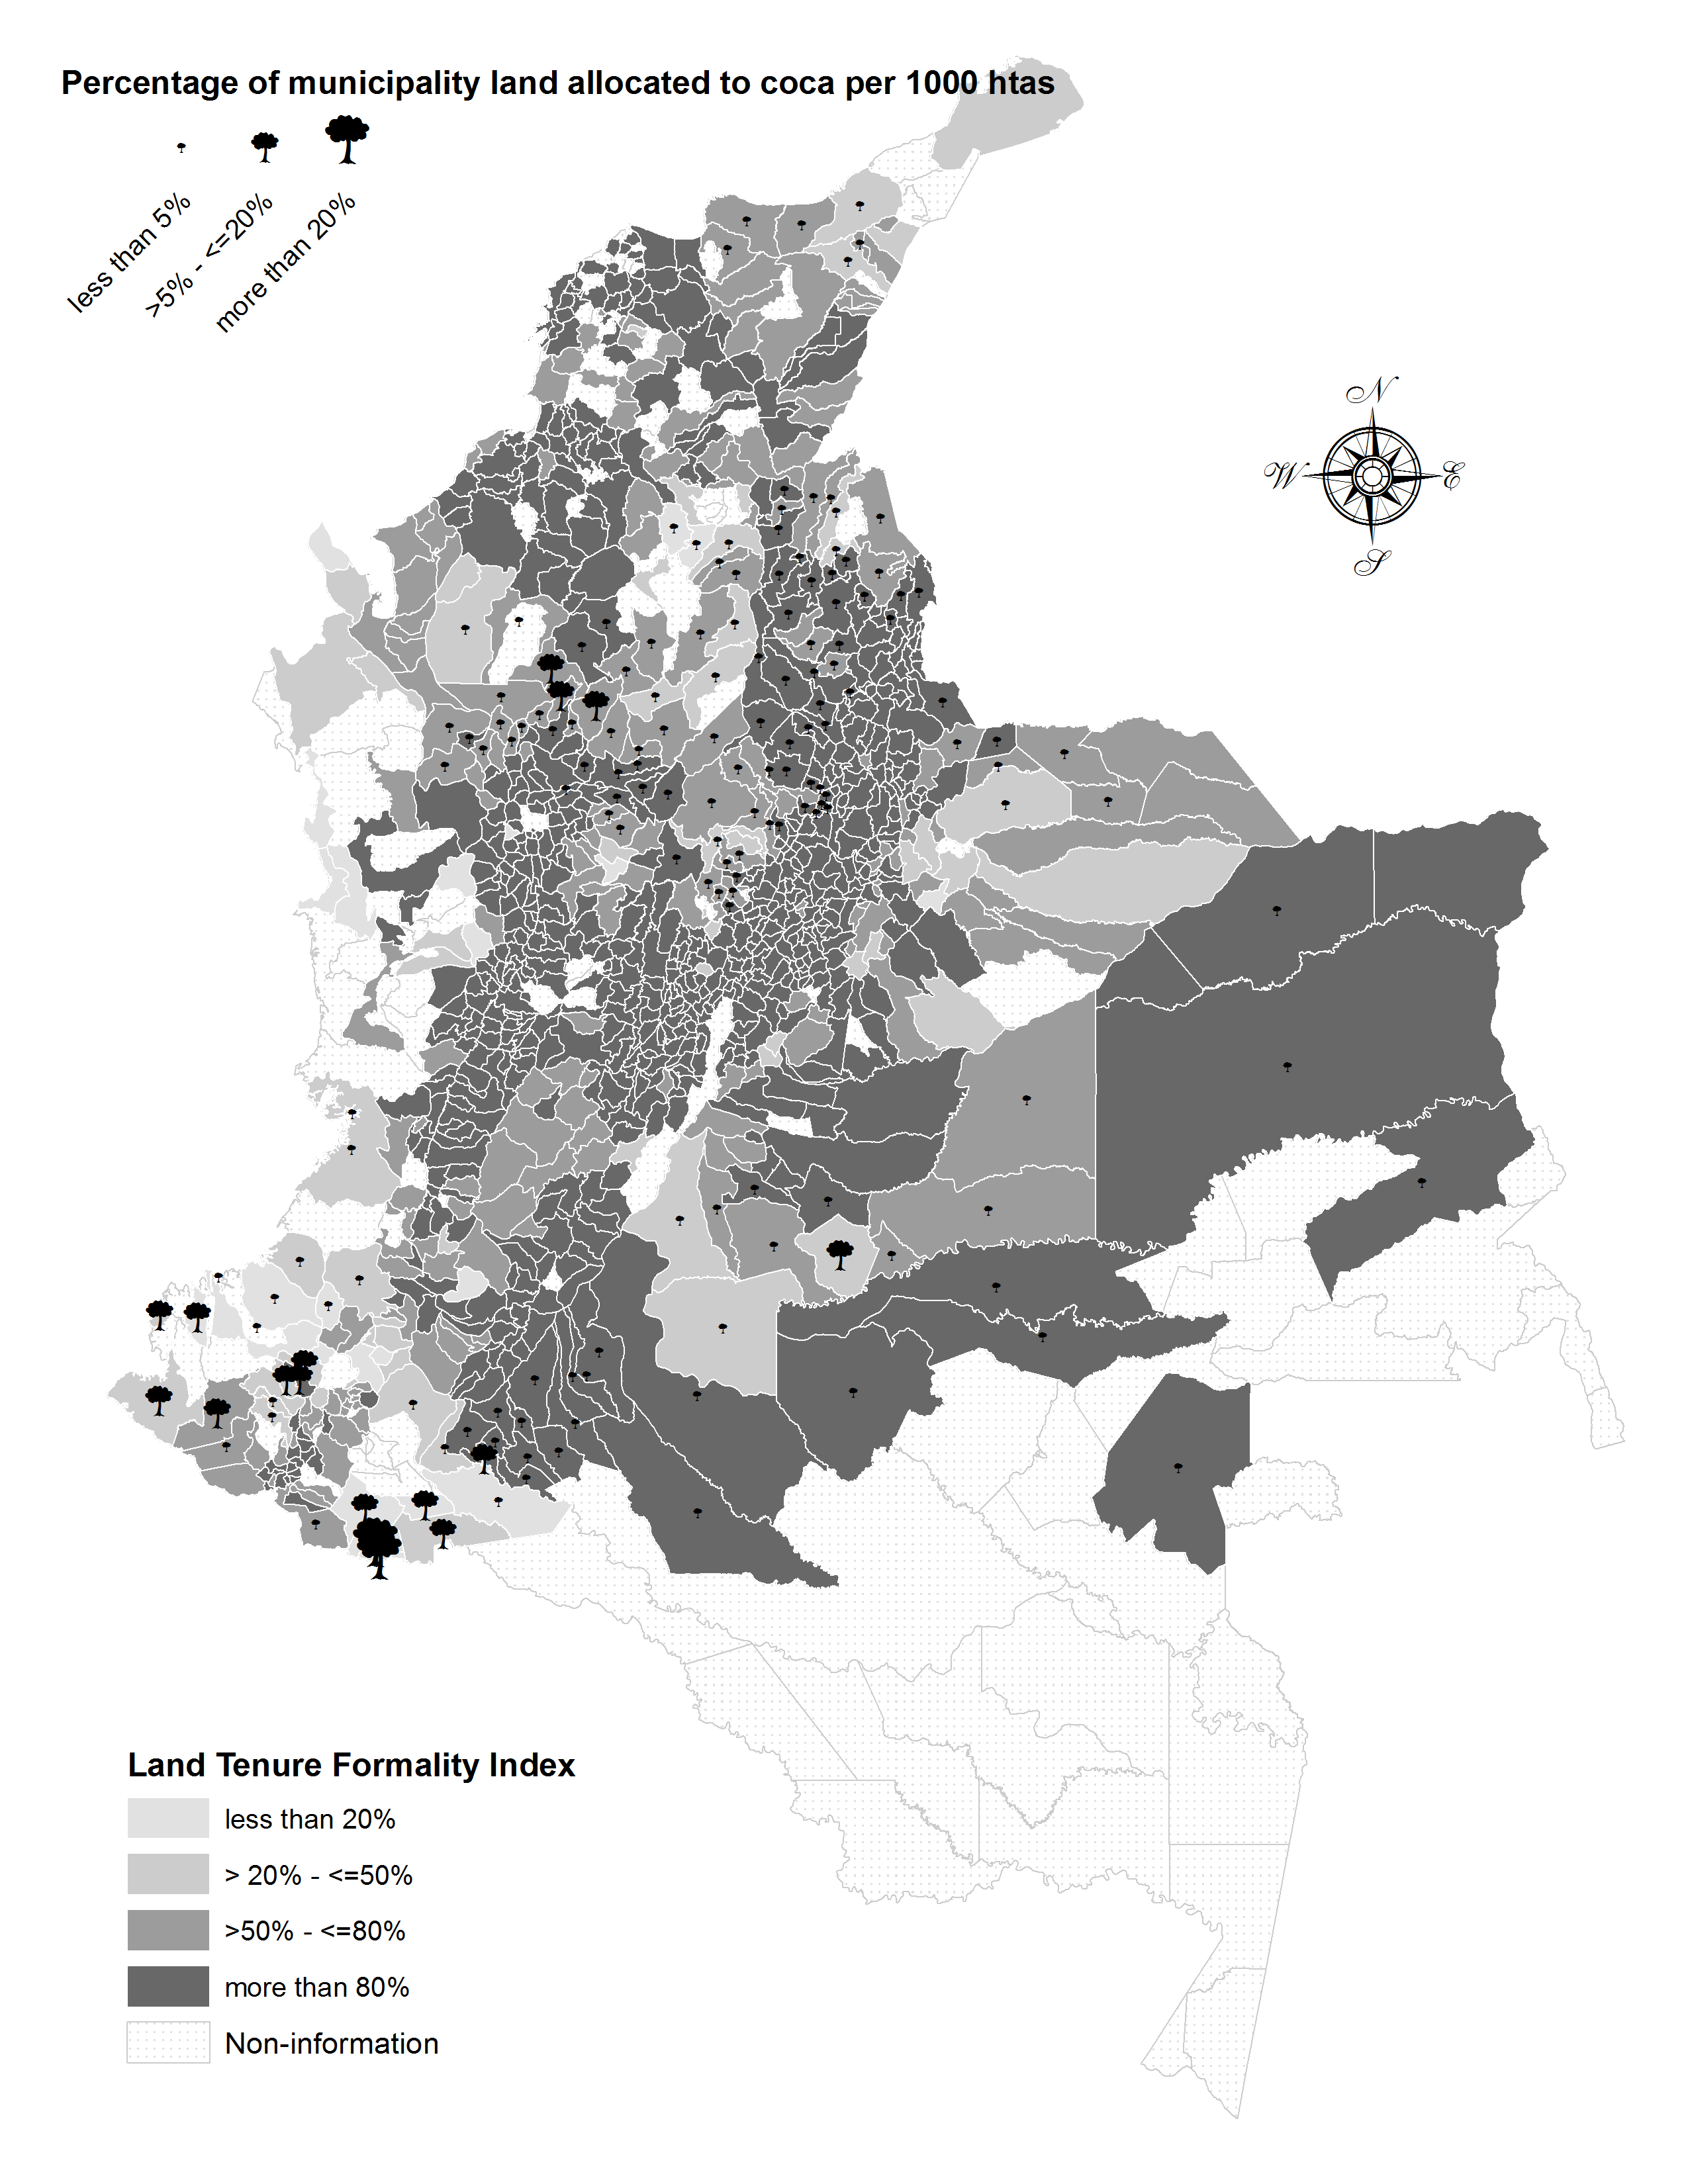 Percentage of municipality land allocated to coca per 1000 htas
less than 5%
>5% - <=20%
more than 20%
N
W
E
S
Land Tenure Formality Index
less than 20%
> 20% - <=50%
>50% - <=80%
more than 80%
Non-information